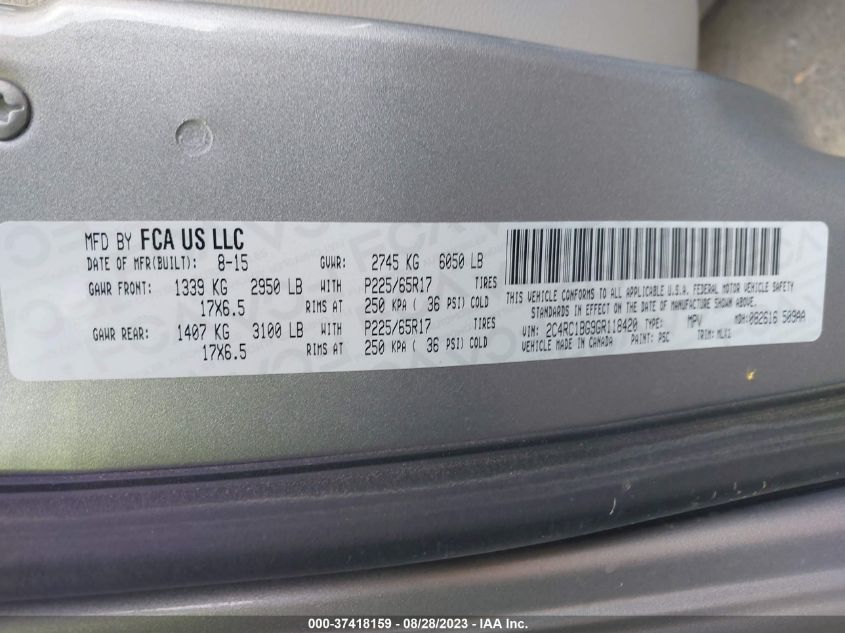 MFD BY FCA US LLC
DATE OF MFR(BUILT): 8-15 GVWR: 2745 KG 6050 LB
GAWR FRONT: 1339 KG 2950 LB WITH P225/65R17 TIRES
17X6.5 RIMS AT 250 KPA ( 36 PSI) COLD
GAWR REAR: 1407 KG 3100 LB WITH P225/65R17 TIRES
17X6.5 RIMS AT 250 KPA ( 36 PSI) COLD
THIS VEHICLE CONFORMS TO ALL APPLICABLE U.S.A. FEDERAL MOTOR VEHICLE SAFETY
STANDARDS IN EFFECT ON THE DATE OF MANUFACTURE SHOWN ABOVE.
VIN: 2C4RC1BG9GR118420 TYPE: MPV MDH: 082616 509AA
VEHICLE MADE IN CANADA PAINT: PSC TRIM: MLX1
000-37418159 - 08/28/2023 - IAA Inc.